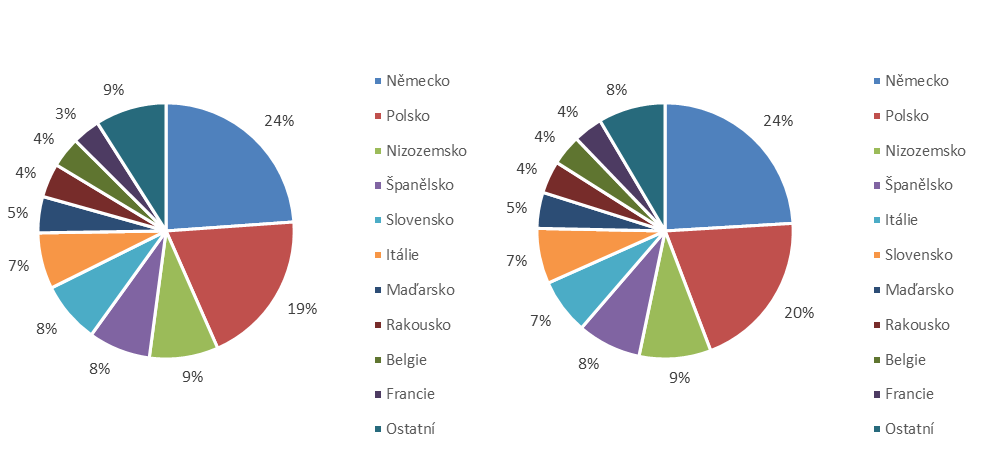 24%
19%
9%
8%
8%
7%
5%
4%
4%
3%
9%
Německo
Polsko
Nizozemsko
Španělsko
Slovensko
Itálie
Maďarsko
Rakousko
Belgie
Francie
Ostatní
24%
20%
9%
8%
7%
7%
5%
4%
4%
4%
8%
Německo
Polsko
Nizozemsko
Španělsko
Itálie
Slovensko
Maďarsko
Rakousko
Belgie
Francie
Ostatní